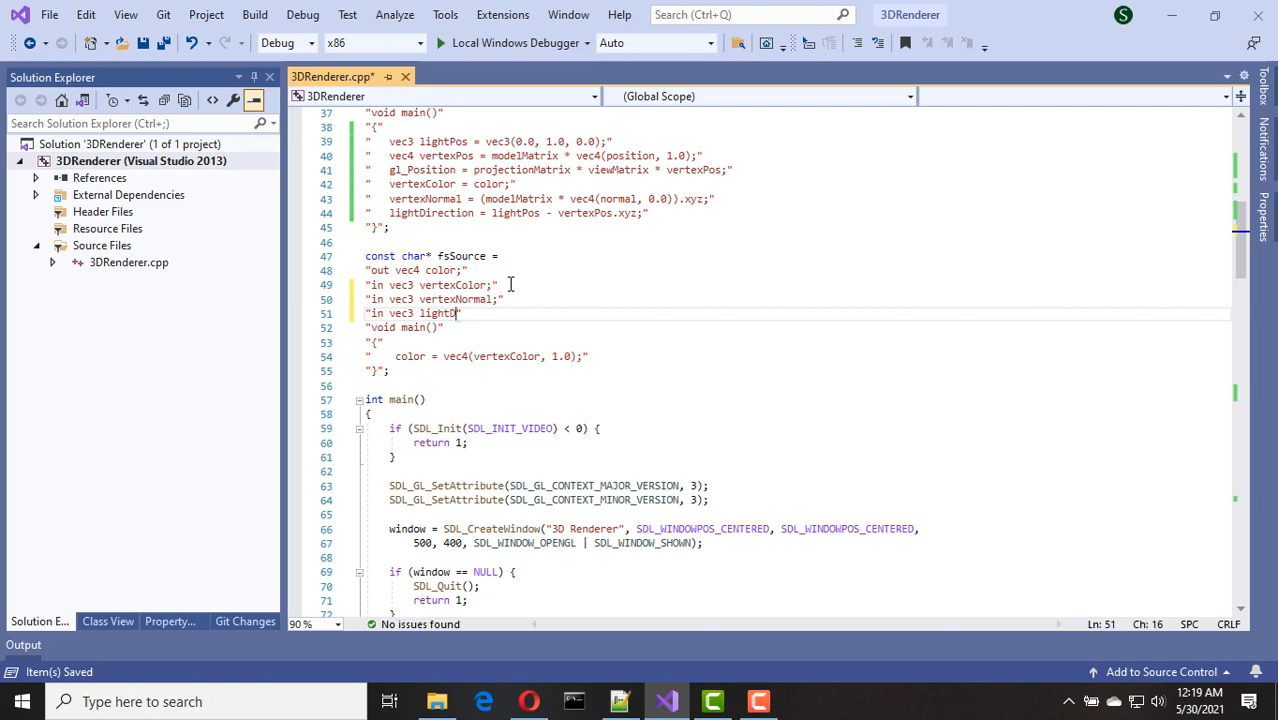 File Edit View Git Project Build Debug Test Analyze Tools Extensions Window Help Search (Ctrl+Q) 3DRenderer S
Debug x86 Local Windows Debugger Auto
Solution Explorer
Search Solution Explorer (Ctrl+;)
Solution '3DRenderer' (1 of 1 project)
3DRenderer (Visual Studio 2013)
References
External Dependencies
Header Files
Resource Files
Source Files
3DRenderer.cpp
Solution E... Class View Property... Git Changes
3DRenderer.cpp*
3DRenderer (Global Scope)
37 "void main()"
38 "{"
39 " vec3 lightPos = vec3(0.0, 1.0, 0.0);"
40 " vec4 vertexPos = modelMatrix * vec4(position, 1.0);"
41 " gl_Position = projectionMatrix * viewMatrix * vertexPos;"
42 " vertexColor = color;"
43 " vertexNormal = (modelMatrix * vec4(normal, 0.0)).xyz;"
44 " lightDirection = lightPos - vertexPos.xyz;"
45 "}";
46
47 const char* fsSource =
48 "out vec4 color;"
49 "in vec3 vertexColor;"
50 "in vec3 vertexNormal;"
51 "in vec3 lightD"
52 "void main()"
53 "{"
54 " color = vec4(vertexColor, 1.0);"
55 "}";
56
57 int main()
58 {
59 if (SDL_Init(SDL_INIT_VIDEO) < 0) {
60 return 1;
61 }
62
63 SDL_GL_SetAttribute(SDL_GL_CONTEXT_MAJOR_VERSION, 3);
64 SDL_GL_SetAttribute(SDL_GL_CONTEXT_MINOR_VERSION, 3);
65
66 window = SDL_CreateWindow("3D Renderer", SDL_WINDOWPOS_CENTERED, SDL_WINDOWPOS_CENTERED,
67 500, 400, SDL_WINDOW_OPENGL | SDL_WINDOW_SHOWN);
68
69 if (window == NULL) {
70 SDL_Quit();
71 return 1;
72 }
90 % No issues found Ln: 51 Ch: 16 SPC CRLF
Toolbox
Notifications
Properties
Output
Item(s) Saved Add to Source Control
Type here to search
12:19 AM
5/30/2021